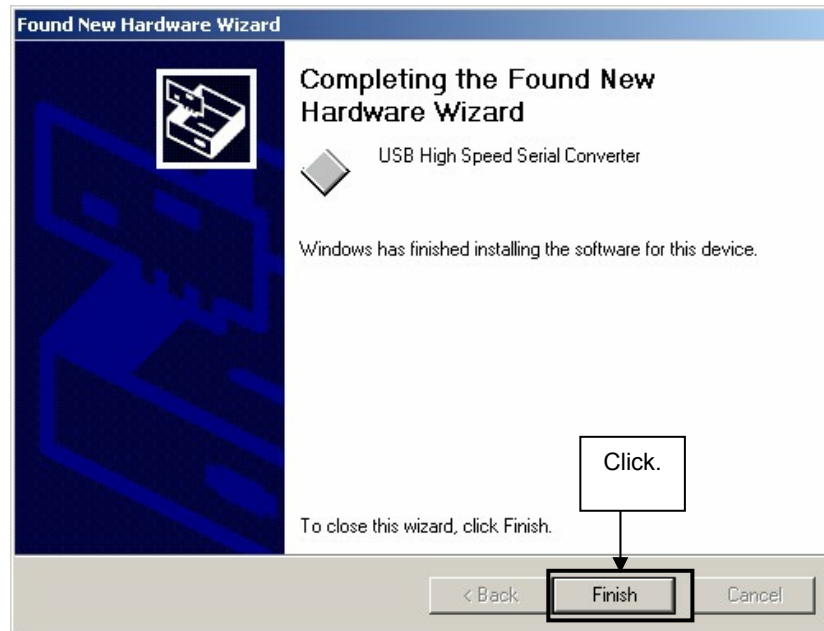 Found New Hardware Wizard
Completing the Found New
Hardware Wizard
USB High Speed Serial Converter
Windows has finished installing the software for this device.
Click.
To close this wizard, click Finish.
< Back
Finish
Cancel